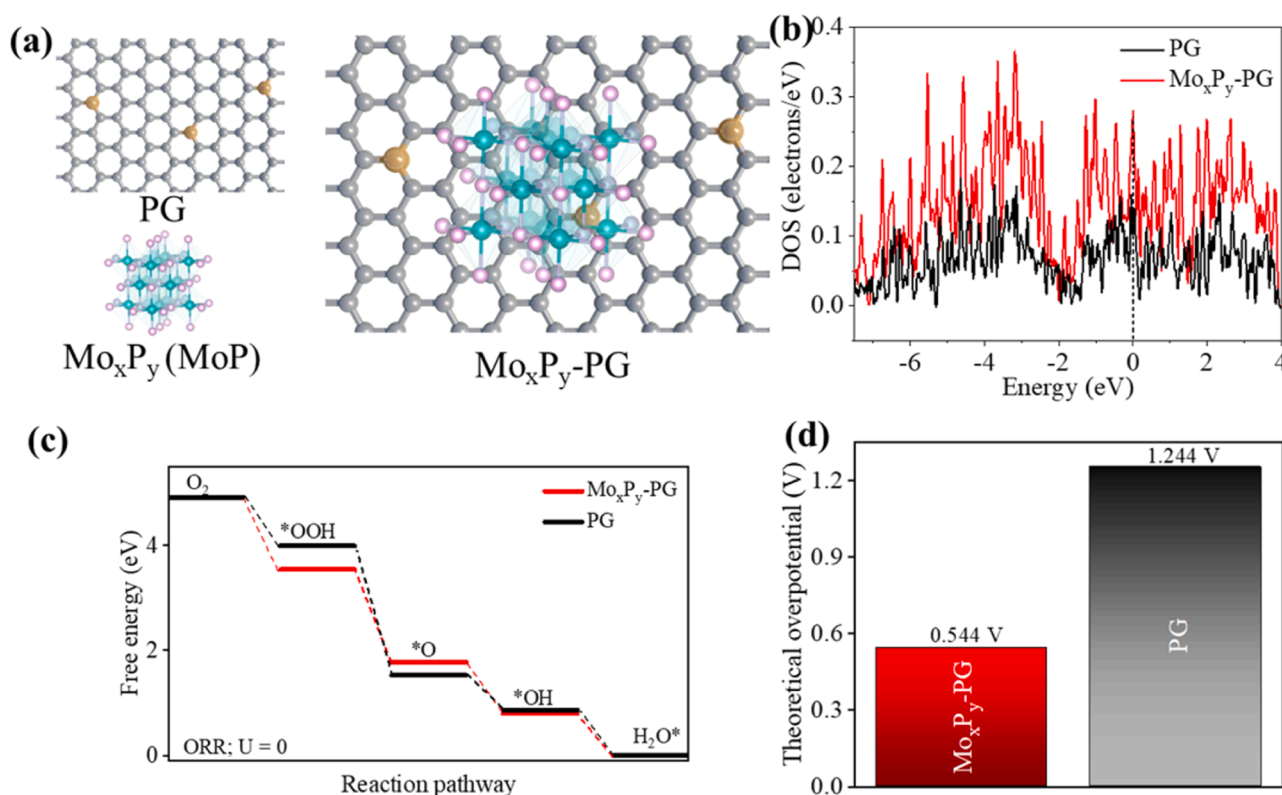 (a)
PG
MoxPy (MoP)
MoxPy-PG
(b)
PG
MoxPy-PG
DOS (electrons/eV)
0.4
0.3
0.2
0.1
0.0
-6
-4
-2
0
2
4
Energy (eV)
(c)
O2
*OOH
*O
*OH
H2O*
MoxPy-PG
PG
Free energy (eV)
4
2
0
ORR; U = 0
Reaction pathway
(d)
Theoretical overpotential (V)
1.2
0.9
0.6
0.3
0.0
0.544 V
MoxPy-PG
1.244 V
PG